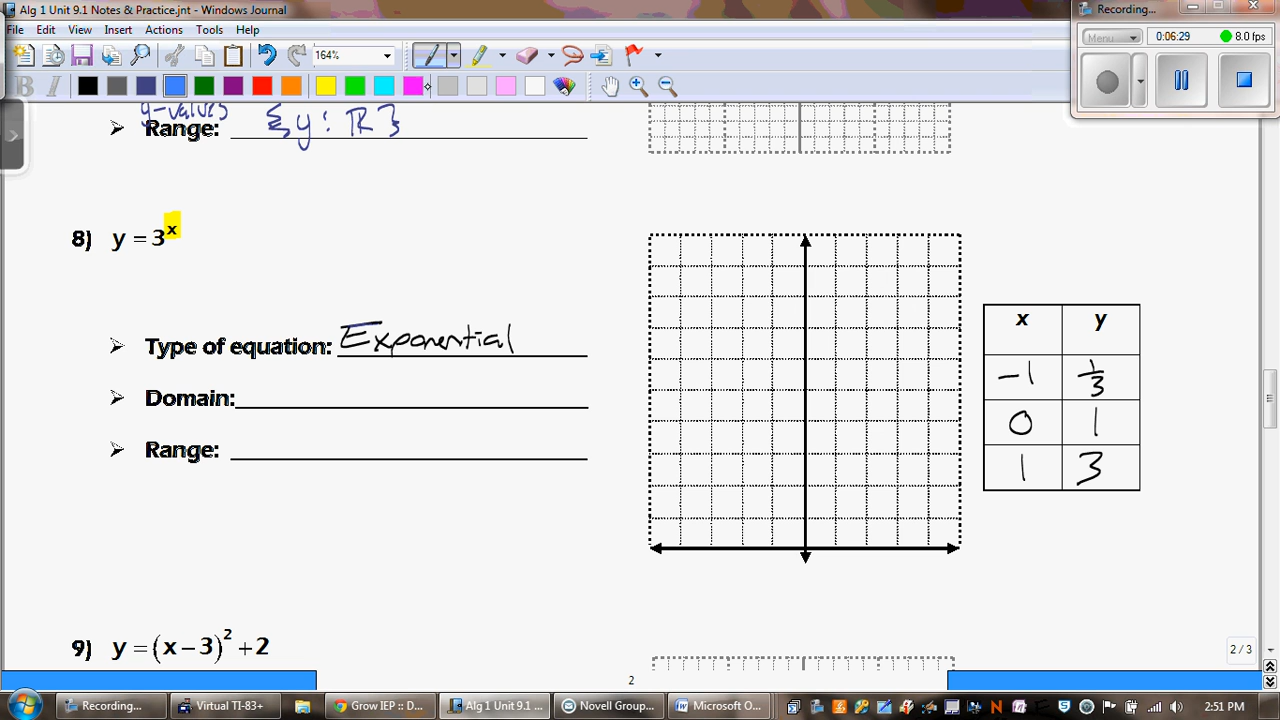 Alg 1 Unit 9.1 Notes & Practice.jnt - Windows Journal
Recording...
File Edit View Insert Actions Tools Help
Menu 0:06:29 8.0 fps
164%
B I
y-values
➢ Range: {y: ℝ}
8) y = 3^x
x y
➢ Type of equation: Exponential
-1 1/3
➢ Domain:
0 1
➢ Range:
1 3
9) y = (x – 3)^2 + 2
2 / 3
2
Recording... Virtual TI-83+ Grow IEP :: D... Alg 1 Unit 9.1 ... Novell Group... Microsoft O... 2:51 PM